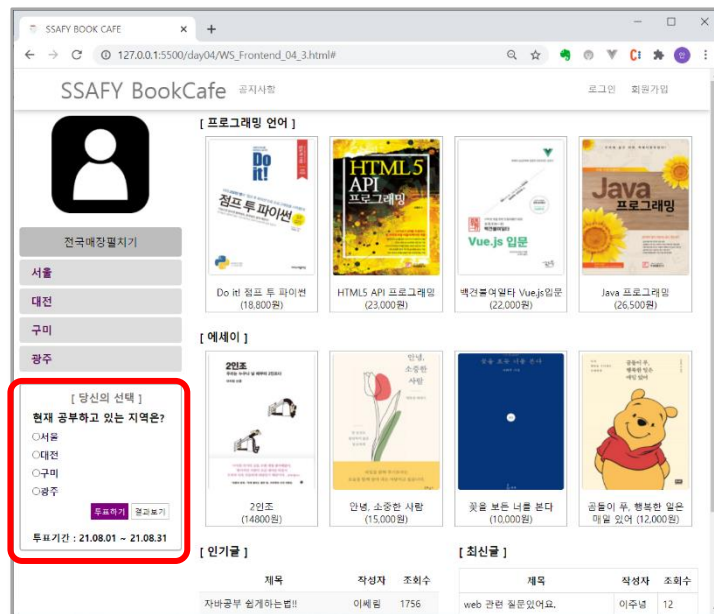 SSAFY BOOK CAFE
127.0.0.1:5500/day04/WS_Frontend_04_3.html#
SSAFY BookCafe 공지사항 로그인 회원가입
전국매장펼치기
서울
대전
구미
광주
[ 당신의 선택 ]
현재 공부하고 있는 지역은?
서울
대전
구미
광주
투표하기 결과보기
투표기간 : 21.08.01 ~ 21.08.31
[ 프로그래밍 언어 ]
Do it!
점프 투 파이썬
HTML5
API
프로그래밍
Vue.js 입문
Java
프로그래밍
Do it! 점프 투 파이썬
(18,800원)
HTML5 API 프로그래밍
(23,000원)
백견불여일타 Vue.js입문
(22,000원)
Java 프로그래밍
(26,500원)
[ 에세이 ]
2인조
안녕,
소중한
사람
꽃을 보듯 너를 본다
곰돌이 푸,
행복한 일은
매일 있어
2인조
(14800원)
안녕, 소중한 사람
(15,000원)
꽃을 보듯 너를 본다
(10,000원)
곰돌이 푸, 행복한 일은
매일 있어 (12,000원)
[ 인기글 ]
제목 작성자 조회수
자바공부 쉽게하는법!! 이세림 1756
[ 최신글 ]
제목 작성자 조회수
web 관련 질문있어요. 이주녕 12